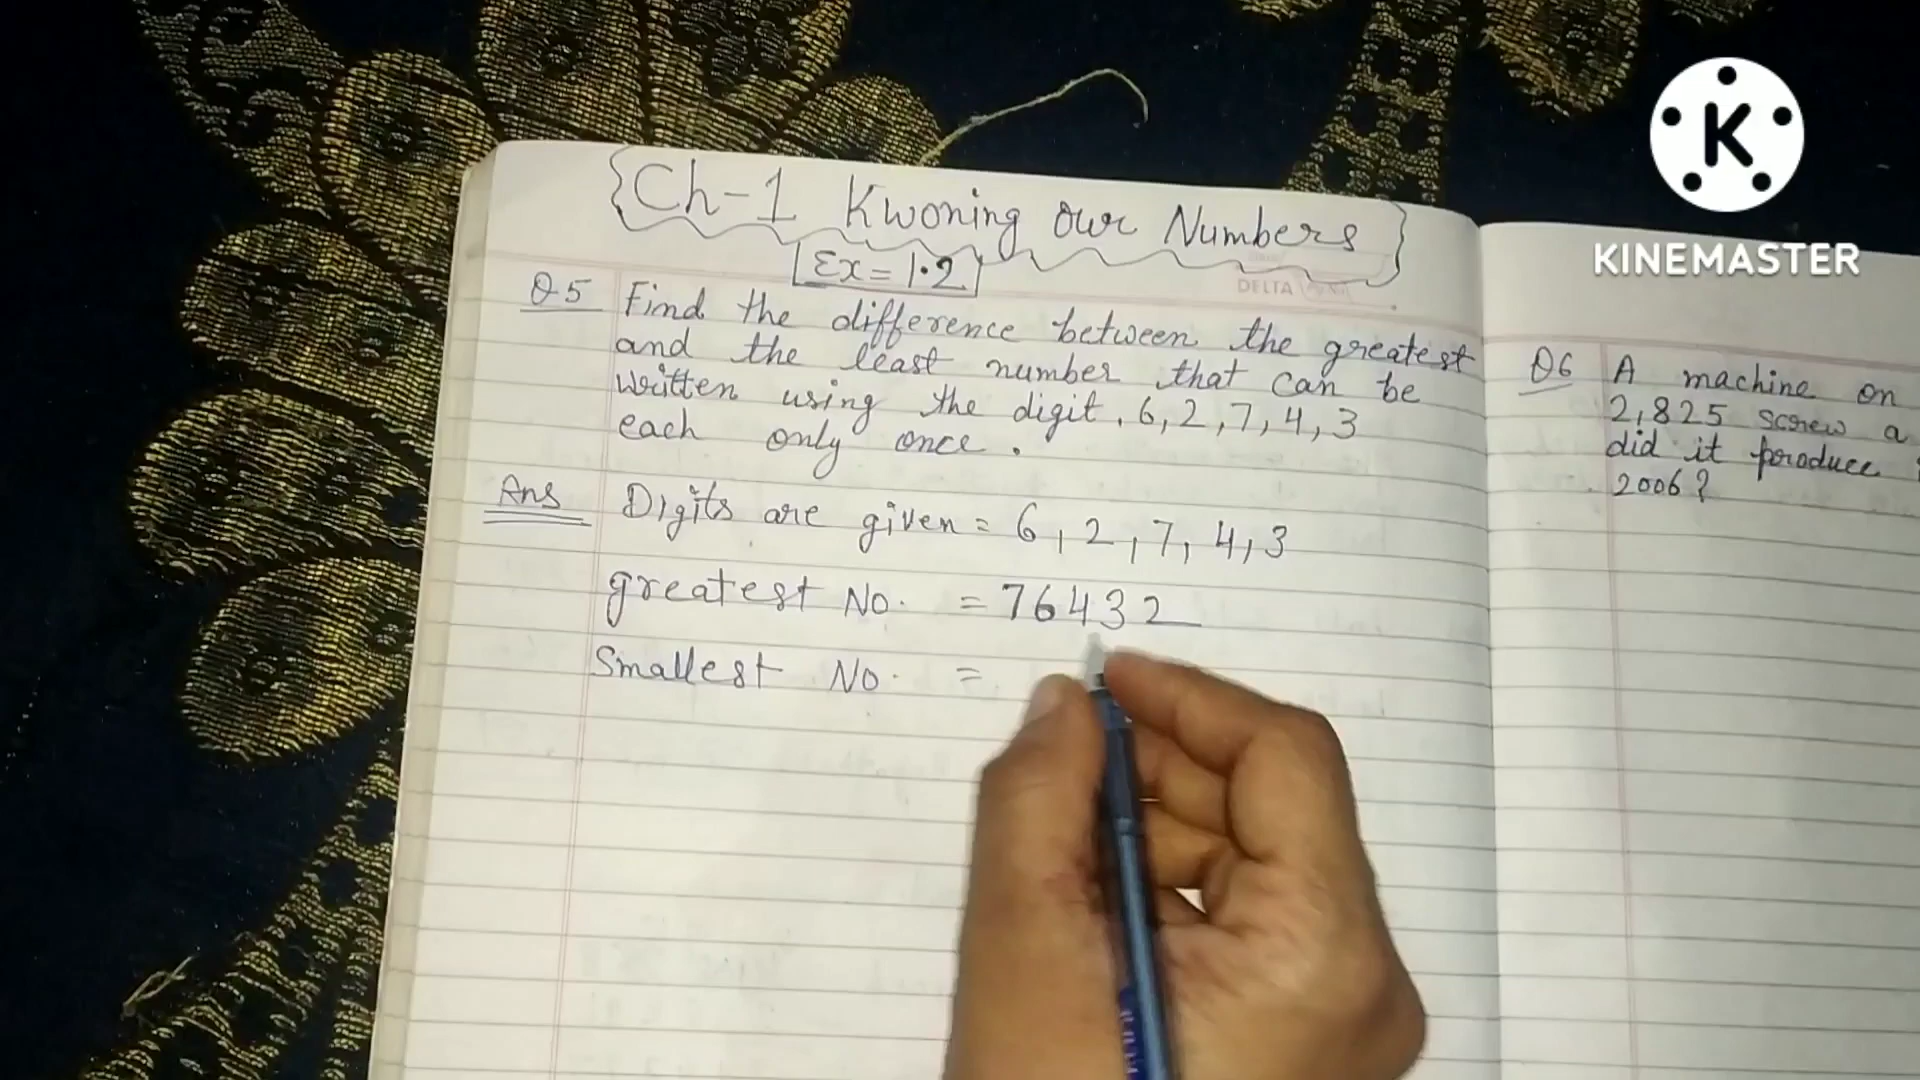 K
KINEMASTER
Ch-1 Kwoning Our Numbers
Ex = 1.2
DELTA
Q5 Find the difference between the greatest
and the least number that can be
written using the digit. 6, 2, 7, 4, 3
each only once.
Ans Digits are given = 6, 2, 7, 4, 3
greatest No. = 76432
Smallest No. =
Q6 A machine on
2,825 screw a
did it produce
2006?